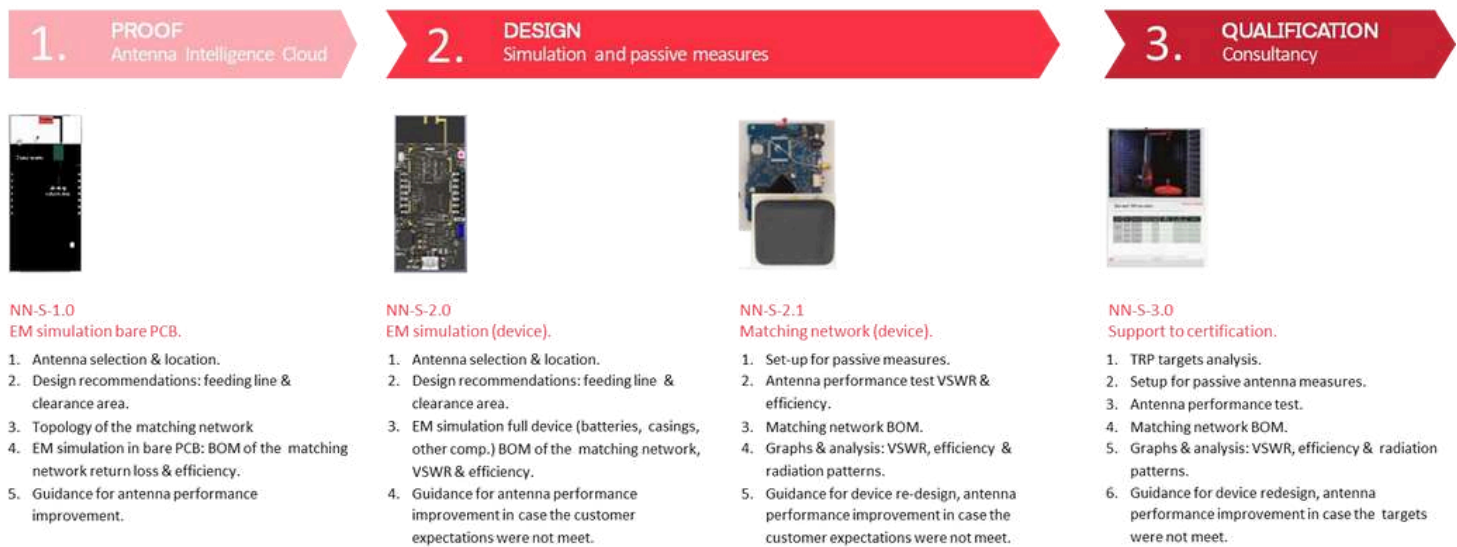 1.
PROOF
Antenna Intelligence Cloud
2.
DESIGN
Simulation and passive measures
3.
QUALIFICATION
Consultancy
NN-S-1.0
EM simulation bare PCB.
1. Antenna selection & location.
2. Design recommendations: feeding line &
clearance area.
3. Topology of the matching network
4. EM simulation in bare PCB: BOM of the matching
network return loss & efficiency.
5. Guidance for antenna performance
improvement.
NN-S-2.0
EM simulation (device).
1. Antenna selection & location.
2. Design recommendations: feeding line &
clearance area.
3. EM simulation full device (batteries, casings,
other comp.) BOM of the matching network,
VSWR & efficiency.
4. Guidance for antenna performance
improvement in case the customer
expectations were not meet.
NN-S-2.1
Matching network (device).
1. Set-up for passive measures.
2. Antenna performance test VSWR &
efficiency.
3. Matching network BOM.
4. Graphs & analysis: VSWR, efficiency &
radiation patterns.
5. Guidance for device re-design, antenna
performance improvement in case the
customer expectations were not meet.
NN-S-3.0
Support to certification.
1. TRP targets analysis.
2. Setup for passive antenna measures.
3. Antenna performance test.
4. Matching network BOM.
5. Graphs & analysis: VSWR, efficiency & radiation
patterns.
6. Guidance for device redesign, antenna
performance improvement in case the targets
were not meet.